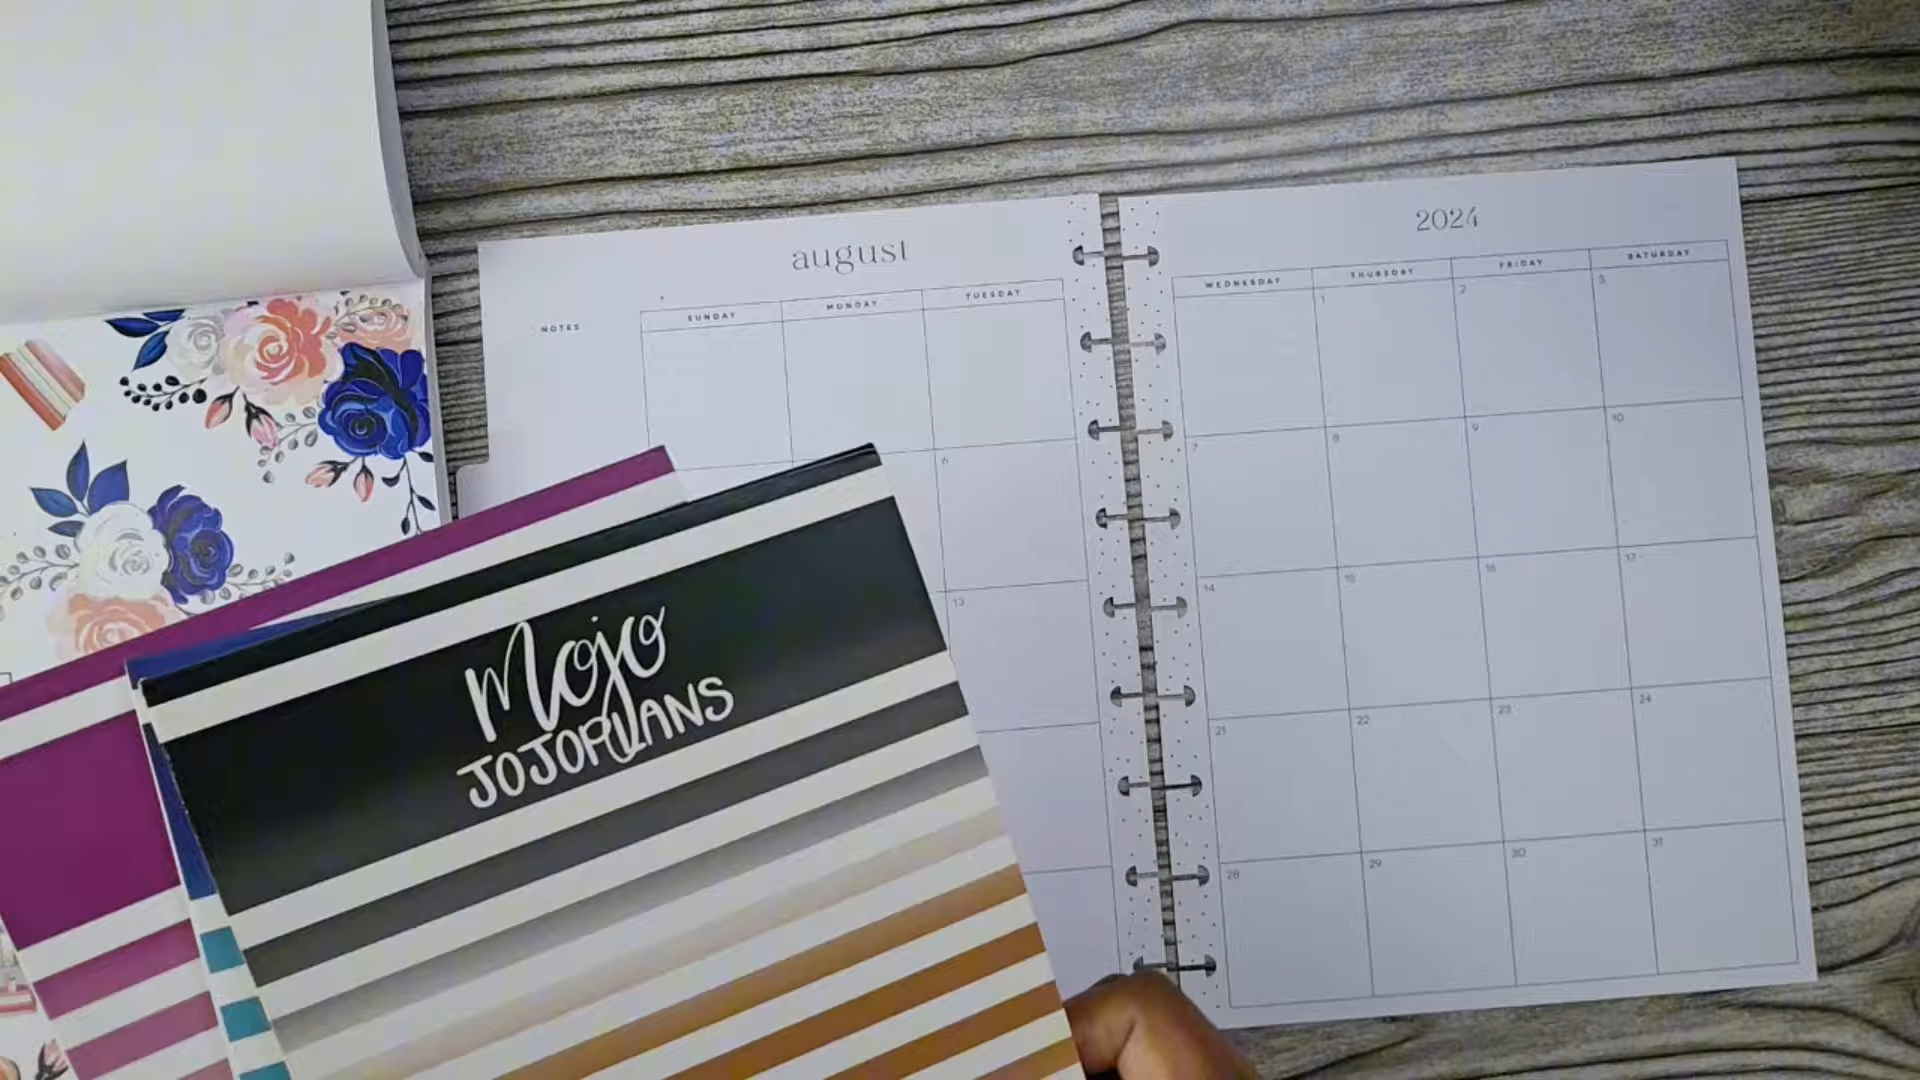 august
2024
NOTES
SUNDAY MONDAY TUESDAY
WEDNESDAY THURSDAY FRIDAY SATURDAY
1 2 3
6
7 8 9 10
13
14 15 16 17
21 22 23 24
28 29 30 31
Mojo
JOJOPLANS